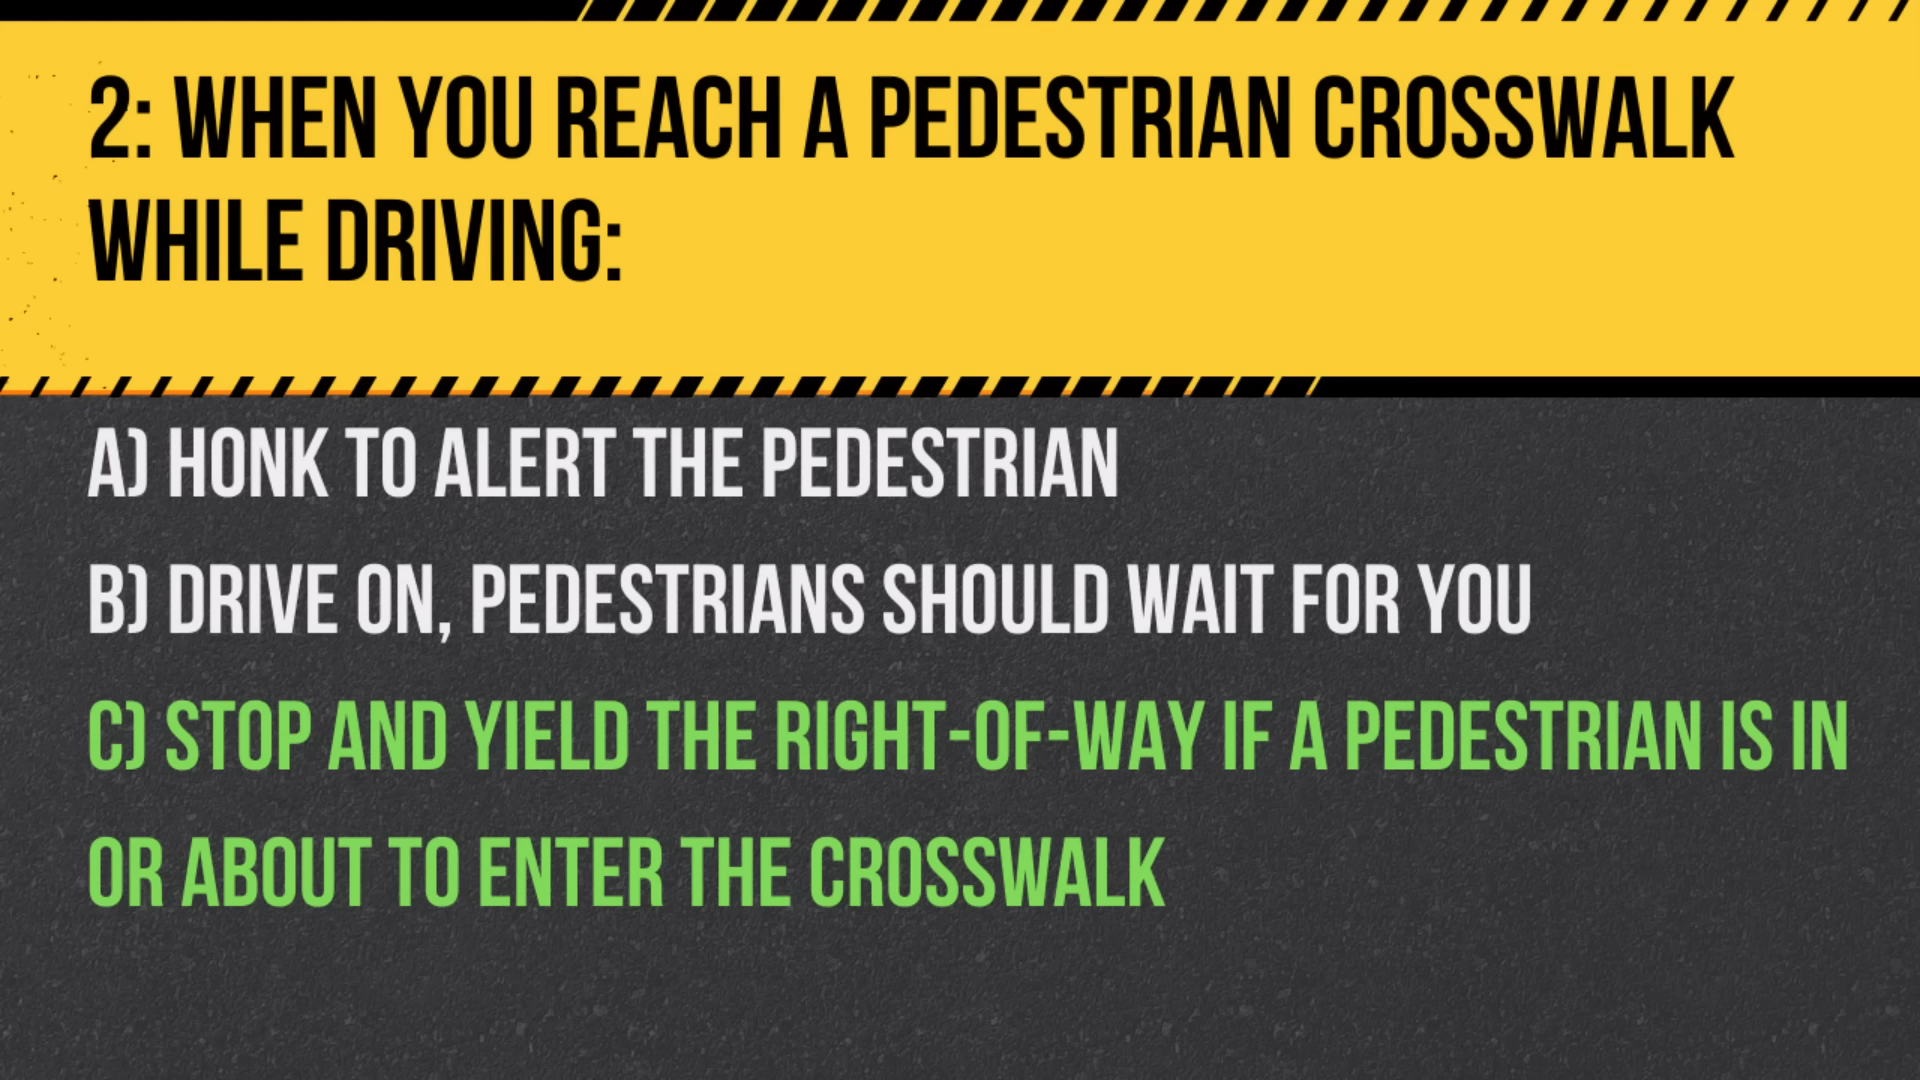 2: WHEN YOU REACH A PEDESTRIAN CROSSWALK
WHILE DRIVING:
A) HONK TO ALERT THE PEDESTRIAN
B) DRIVE ON, PEDESTRIANS SHOULD WAIT FOR YOU
C) STOP AND YIELD THE RIGHT-OF-WAY IF A PEDESTRIAN IS IN
OR ABOUT TO ENTER THE CROSSWALK